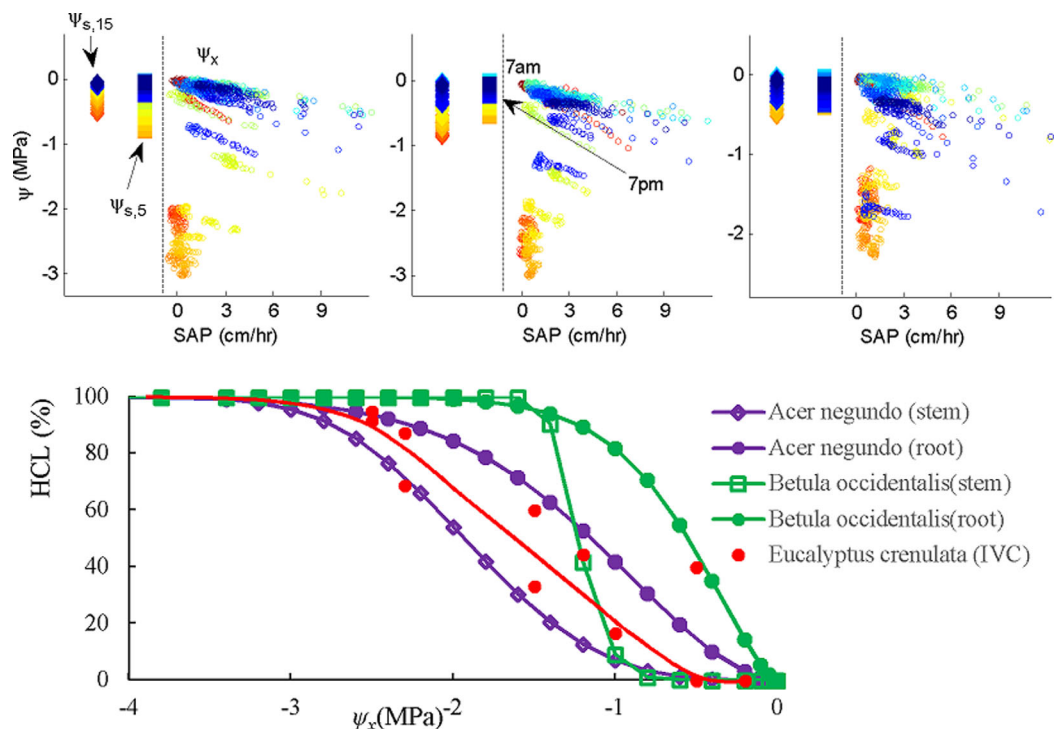 ψs,15
ψx
7am
7pm
ψs,5
ψ (MPa)
0
-1
-2
-3
0 3 6 9
SAP (cm/hr)
0
-1
-2
-3
0 3 6 9
SAP (cm/hr)
0
-1
-2
0 3 6 9
SAP (cm/hr)
HCL (%)
100
80
60
40
20
0
-4 -3 -2 -1 0
ψx(MPa)
Acer negundo (stem)
Acer negundo (root)
Betula occidentalis(stem)
Betula occidentalis(root)
Eucalyptus crenulata (IVC)